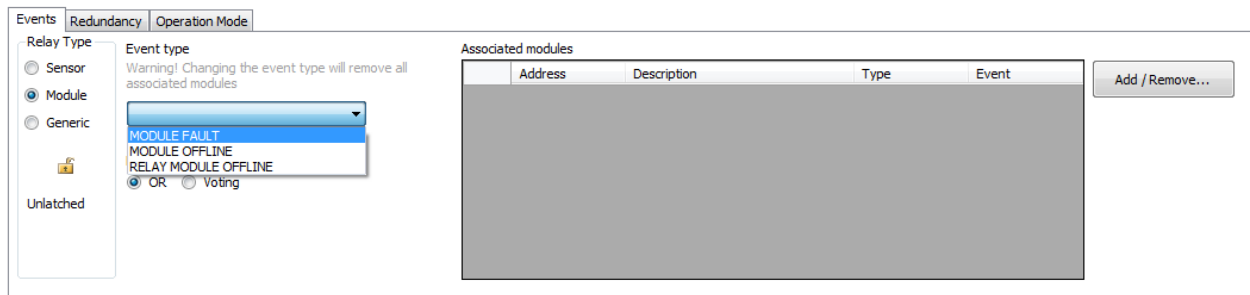 Events Redundancy Operation Mode
Relay Type
Sensor
Module
Generic
Unlatched
Event type
Warning! Changing the event type will remove all
associated modules
MODULE FAULT
MODULE OFFLINE
RELAY MODULE OFFLINE
OR Voting
Associated modules
Address Description Type Event
Add / Remove...